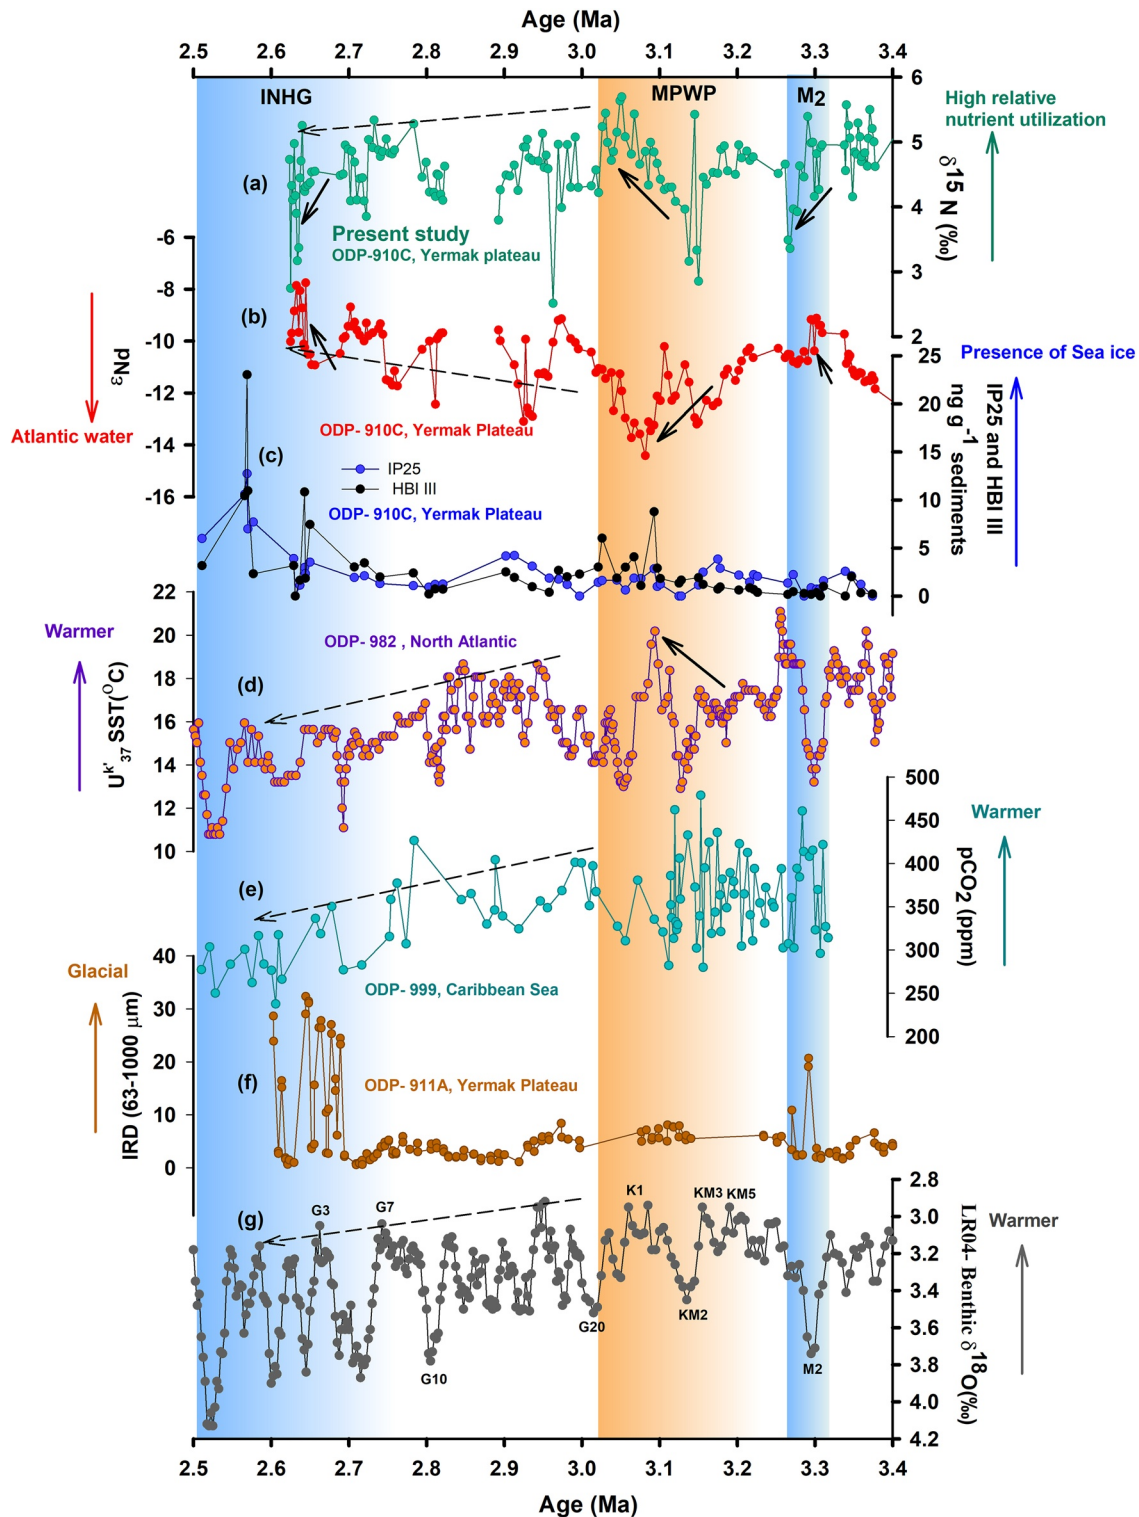 Age (Ma)
2.5 2.6 2.7 2.8 2.9 3.0 3.1 3.2 3.3 3.4
INHG
MPWP
M2
6
5
4
3
2
δ15 N (‰)
High relative
nutrient utilization
(a)
Present study
ODP-910C, Yermak plateau
-6
-8
-10
-12
-14
-16
εNd
Atlantic water
(b)
ODP- 910C, Yermak Plateau
25
20
15
10
5
0
Presence of Sea ice
IP25 and HBI III
ng g-1 sediments
(c)
IP25
HBI III
ODP- 910C, Yermak Plateau
22
20
18
16
14
12
10
Warmer
Uk'37 SST(OC)
ODP- 982 , North Atlantic
(d)
500
450
400
350
300
250
200
pCO2 (ppm)
Warmer
(e)
ODP- 999, Caribbean Sea
40
30
20
10
0
Glacial
IRD (63-1000 μm)
(f)
ODP- 911A, Yermak Plateau
2.8
3.0
3.2
3.4
3.6
3.8
4.0
4.2
LR04- Benthic δ18O(‰)
Warmer
(g)
G3
G7
G10
G20
K1
KM2
KM3
KM5
M2
2.5 2.6 2.7 2.8 2.9 3.0 3.1 3.2 3.3 3.4
Age (Ma)